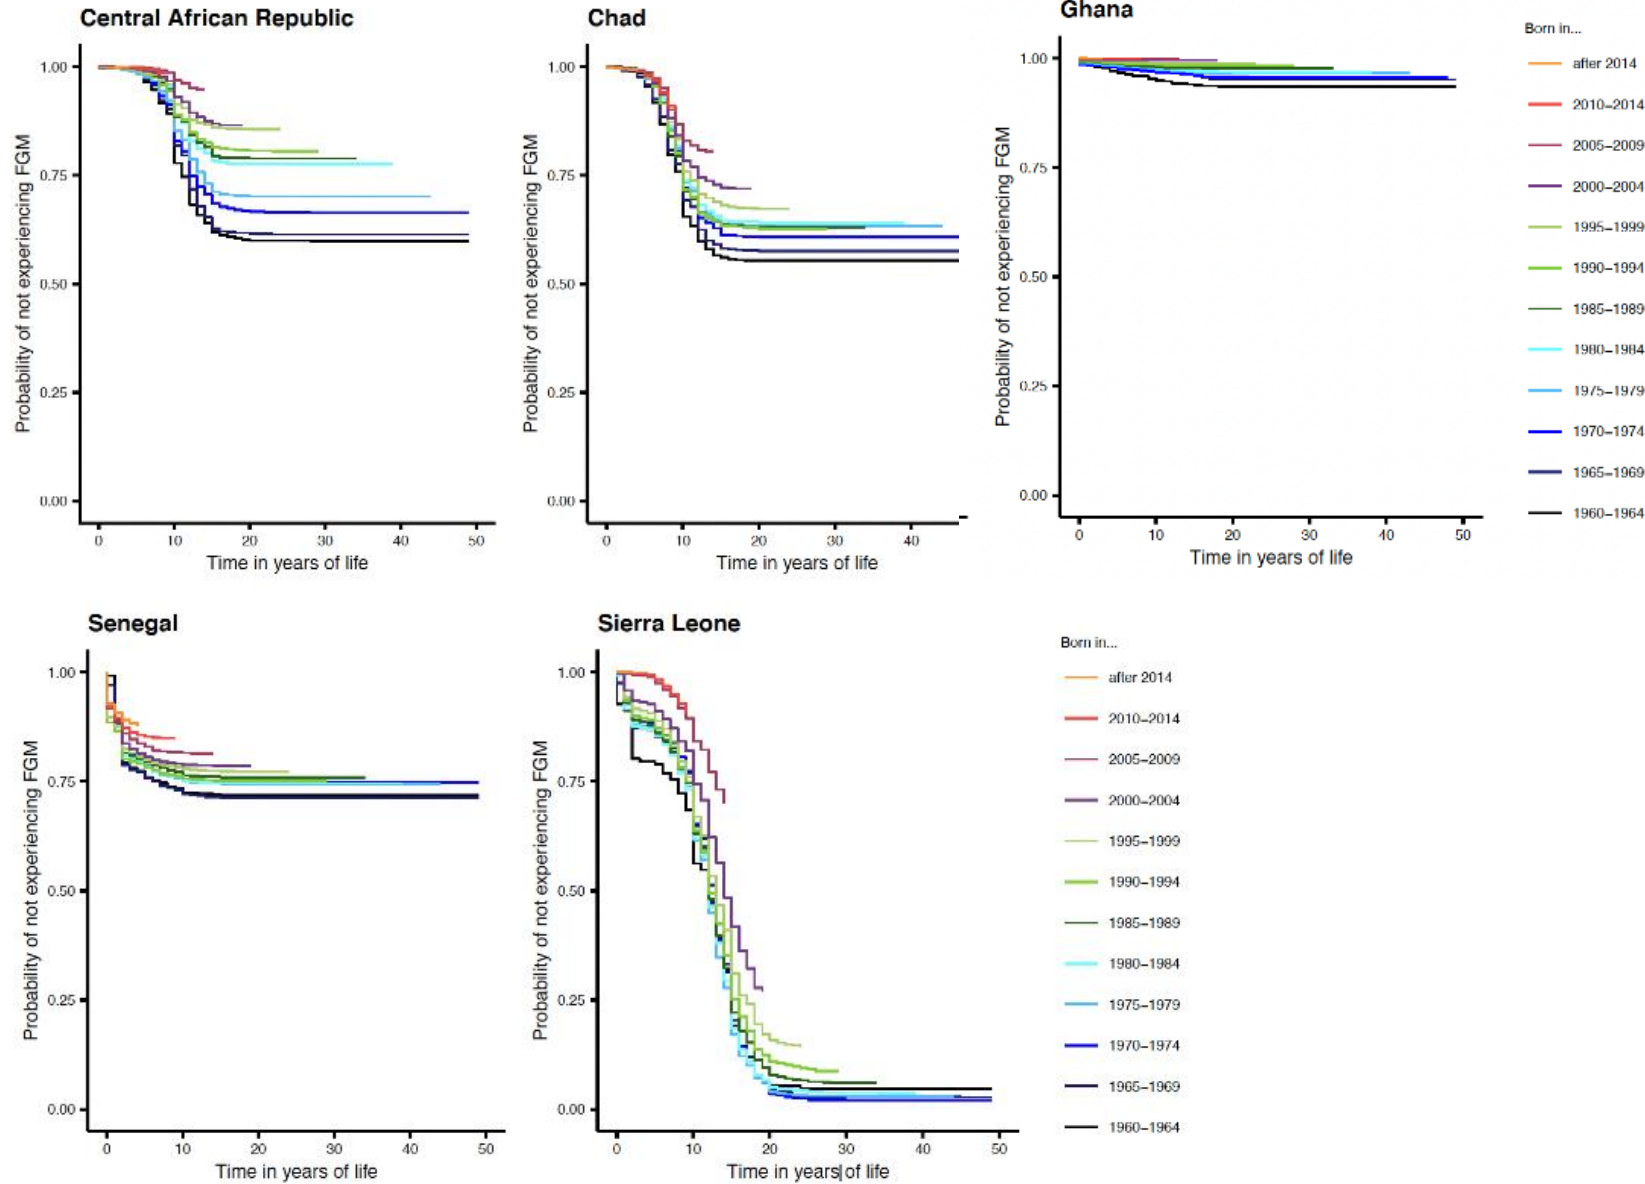 Central African Republic
Probability of not experiencing FGM
1.00
0.75
0.50
0.25
0.00
0 10 20 30 40 50
Time in years of life
Chad
Probability of not experiencing FGM
1.00
0.75
0.50
0.25
0.00
0 10 20 30 40
Time in years of life
Ghana
Probability of not experiencing FGM
1.00
0.75
0.50
0.25
0.00
0 10 20 30 40 50
Time in years of life
Born in...
after 2014
2010–2014
2005–2009
2000–2004
1995–1999
1990–1994
1985–1989
1980–1984
1975–1979
1970–1974
1965–1969
1960–1964
Senegal
Probability of not experiencing FGM
1.00
0.75
0.50
0.25
0.00
0 10 20 30 40 50
Time in years of life
Sierra Leone
Probability of not experiencing FGM
1.00
0.75
0.50
0.25
0.00
0 10 20 30 40 50
Time in years of life
Born in...
after 2014
2010–2014
2005–2009
2000–2004
1995–1999
1990–1994
1985–1989
1980–1984
1975–1979
1970–1974
1965–1969
1960–1964